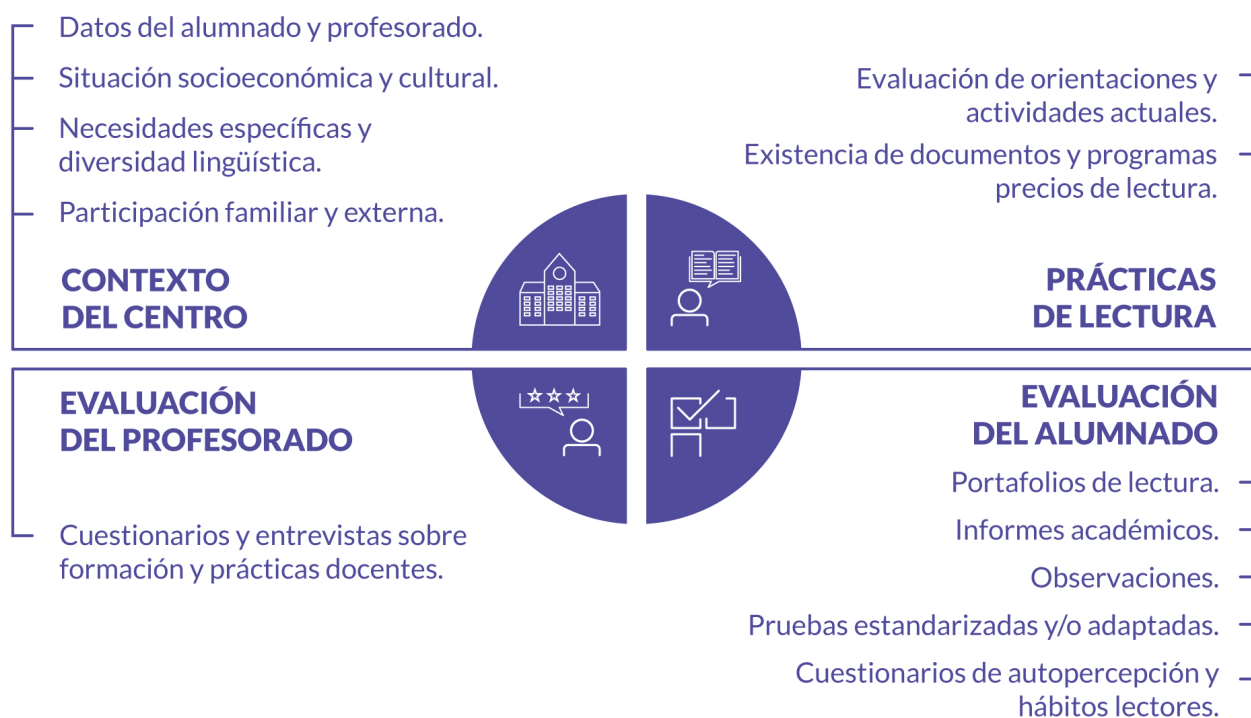 Datos del alumnado y profesorado.
Situación socioeconómica y cultural.
Necesidades específicas y
diversidad lingüística.
Participación familiar y externa.
CONTEXTO
DEL CENTRO
Evaluación de orientaciones y
actividades actuales.
Existencia de documentos y programas
precios de lectura.
PRÁCTICAS
DE LECTURA
EVALUACIÓN
DEL PROFESORADO
Cuestionarios y entrevistas sobre
formación y prácticas docentes.
EVALUACIÓN
DEL ALUMNADO
Portafolios de lectura.
Informes académicos.
Observaciones.
Pruebas estandarizadas y/o adaptadas.
Cuestionarios de autopercepción y
hábitos lectores.